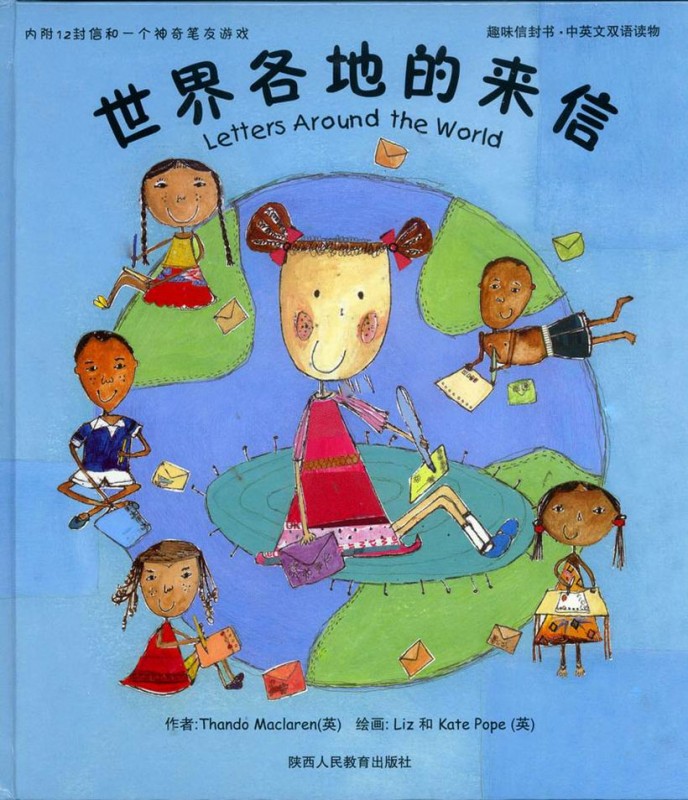 内附12封信和一个神奇笔友游戏
趣味信封书·中英文双语读物
世界各地的来信
Letters Around the World
作者:Thando Maclaren(英) 绘画: Liz 和 Kate Pope (英)
陕西人民教育出版社